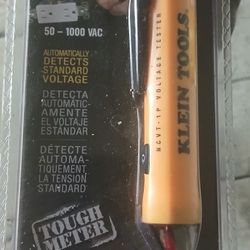 50 - 1000 VAC
AUTOMATICALLY
DETECTS
STANDARD
VOLTAGE
DETECTA
AUTOMÁTIC-
AMENTE
EL VOLTAJE
ESTÁNDAR
DÉTECTE
AUTOMA-
TIQUEMENT
LA TENSION
STANDARD
TOUGH
METER
KLEIN TOOLS
NCVT-1P VOLTAGE TESTER